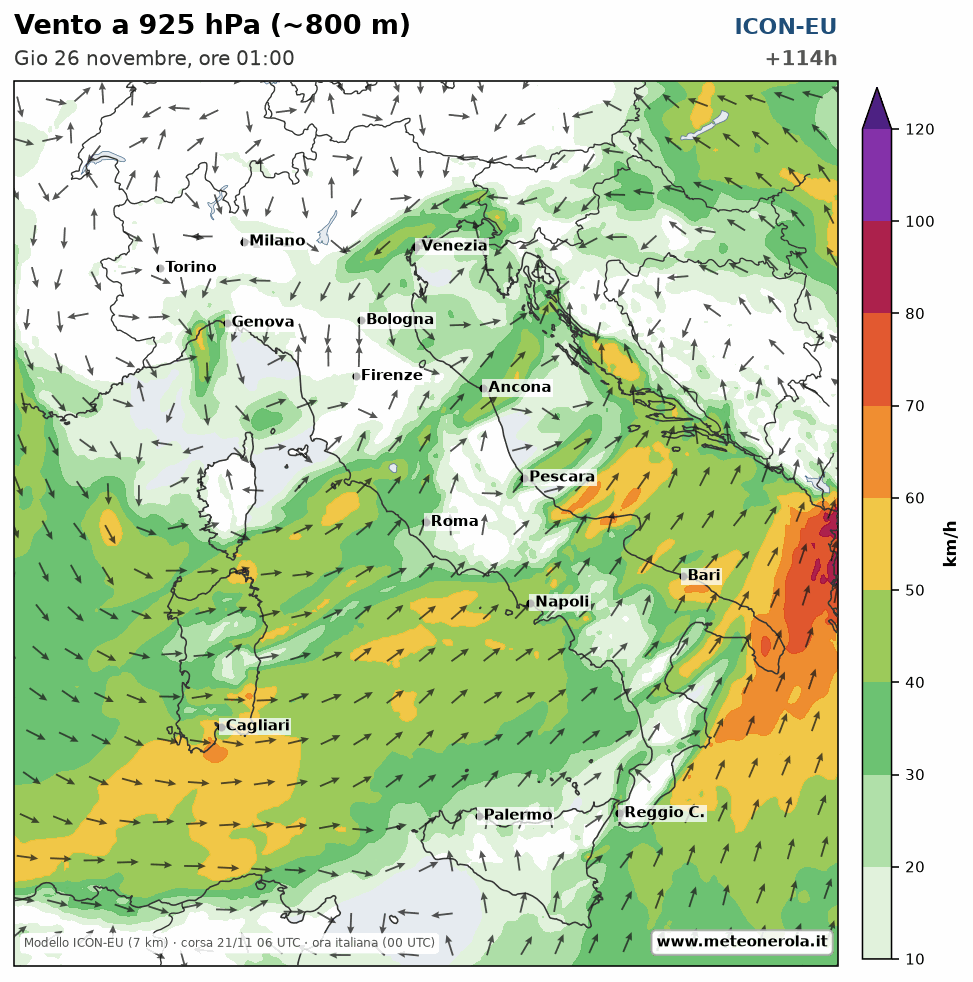 Vento a 925 hPa (~800 m)
ICON-EU
Gio 26 novembre, ore 01:00
+114h
120
100
80
70
60
50
40
30
20
10
km/h
Milano
Venezia
Torino
Genova
Bologna
Firenze
Ancona
Pescara
Roma
Bari
Napoli
Cagliari
Palermo
Reggio C.
Modello ICON-EU (7 km) · corsa 21/11 06 UTC · ora italiana (00 UTC)
www.meteonerola.it